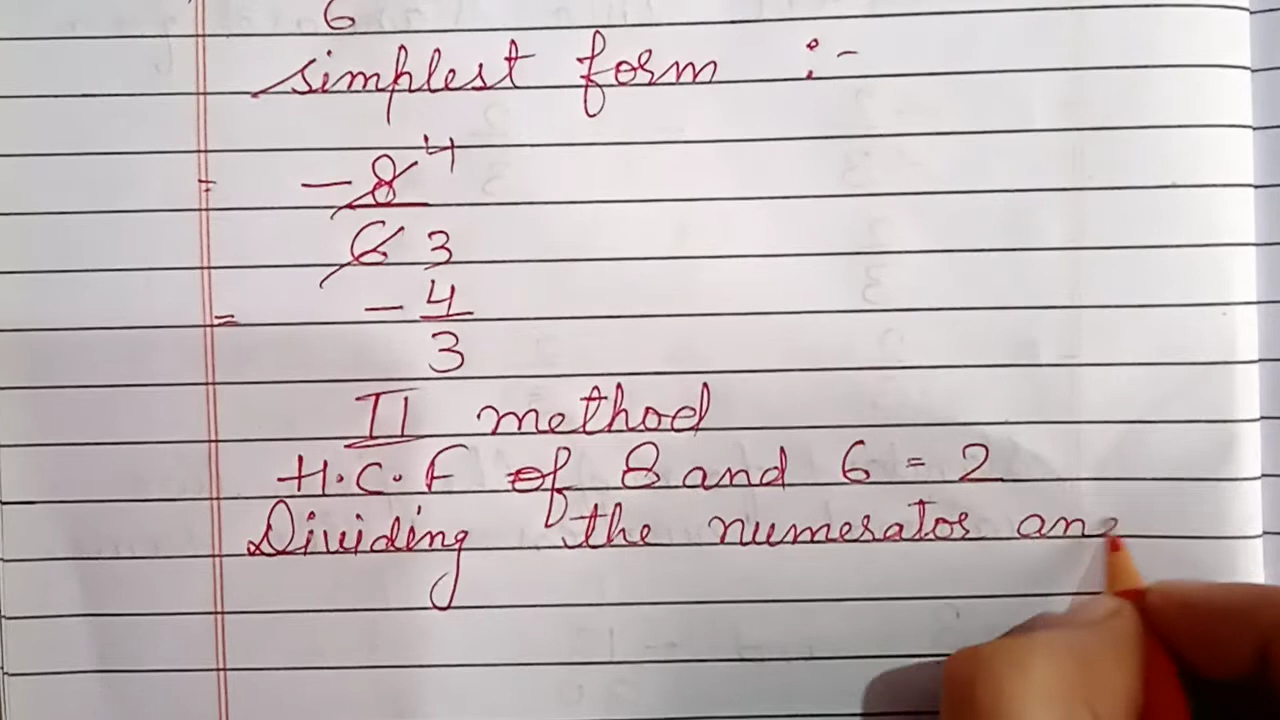 6
simplest form :-
= -8 4
6 3
= -4
3
II method
H.C.F of 8 and 6 = 2
Dividing the numerator an